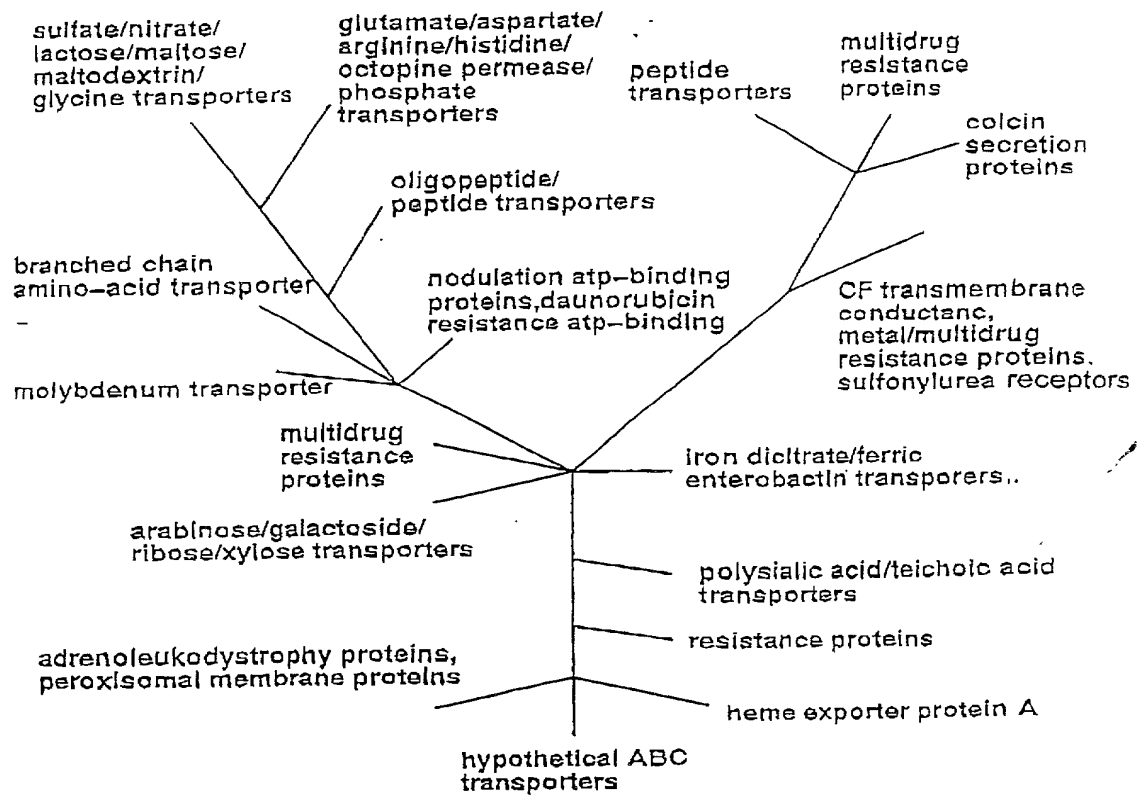 sulfate/nitrate/
lactose/maltose/
maltodextrin/
glycine transporters
glutamate/aspartate/
arginine/histidine/
octopine permease/
phosphate
transporters
peptide
transporters
multidrug
resistance
proteins
colcin
secretion
proteins
oligopeptide/
peptide transporters
branched chain
amino-acid transporter
nodulation atp-binding
proteins,daunorubicin
resistance atp-binding
CF transmembrane
conductanc,
metal/multidrug
resistance proteins.
sulfonylurea receptors
molybdenum transporter
multidrug
resistance
proteins
iron dicitrate/ferric
enterobactin transporers..
arabinose/galactoside/
ribose/xylose transporters
polysialic acid/teichoic acid
transporters
resistance proteins
adrenoleukodystrophy proteins,
peroxisomal membrane proteins
heme exporter protein A
hypothetical ABC
transporters